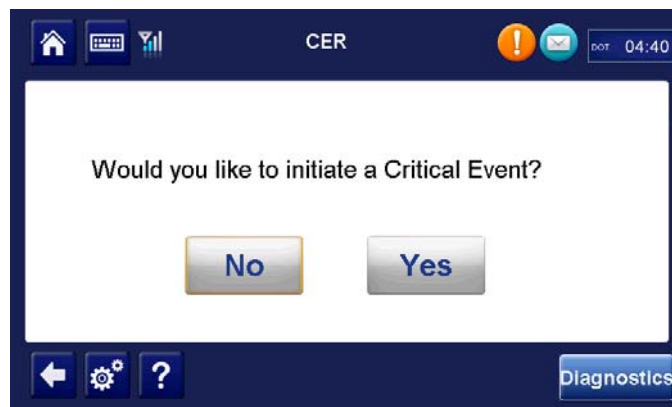 CER
DOT 04:40
Would you like to initiate a Critical Event?
No Yes
?
Diagnostics